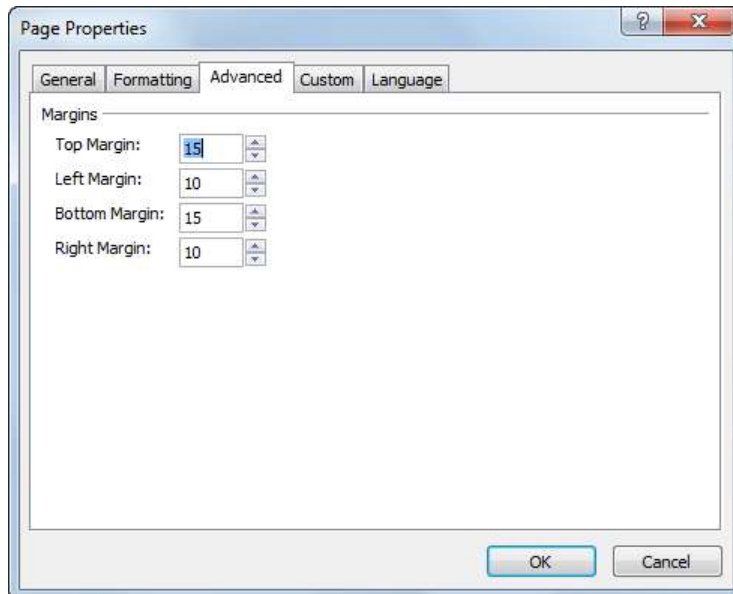 Page Properties
?
X
General Formatting Advanced Custom Language
Margins
Top Margin: 15
Left Margin: 10
Bottom Margin: 15
Right Margin: 10
OK Cancel